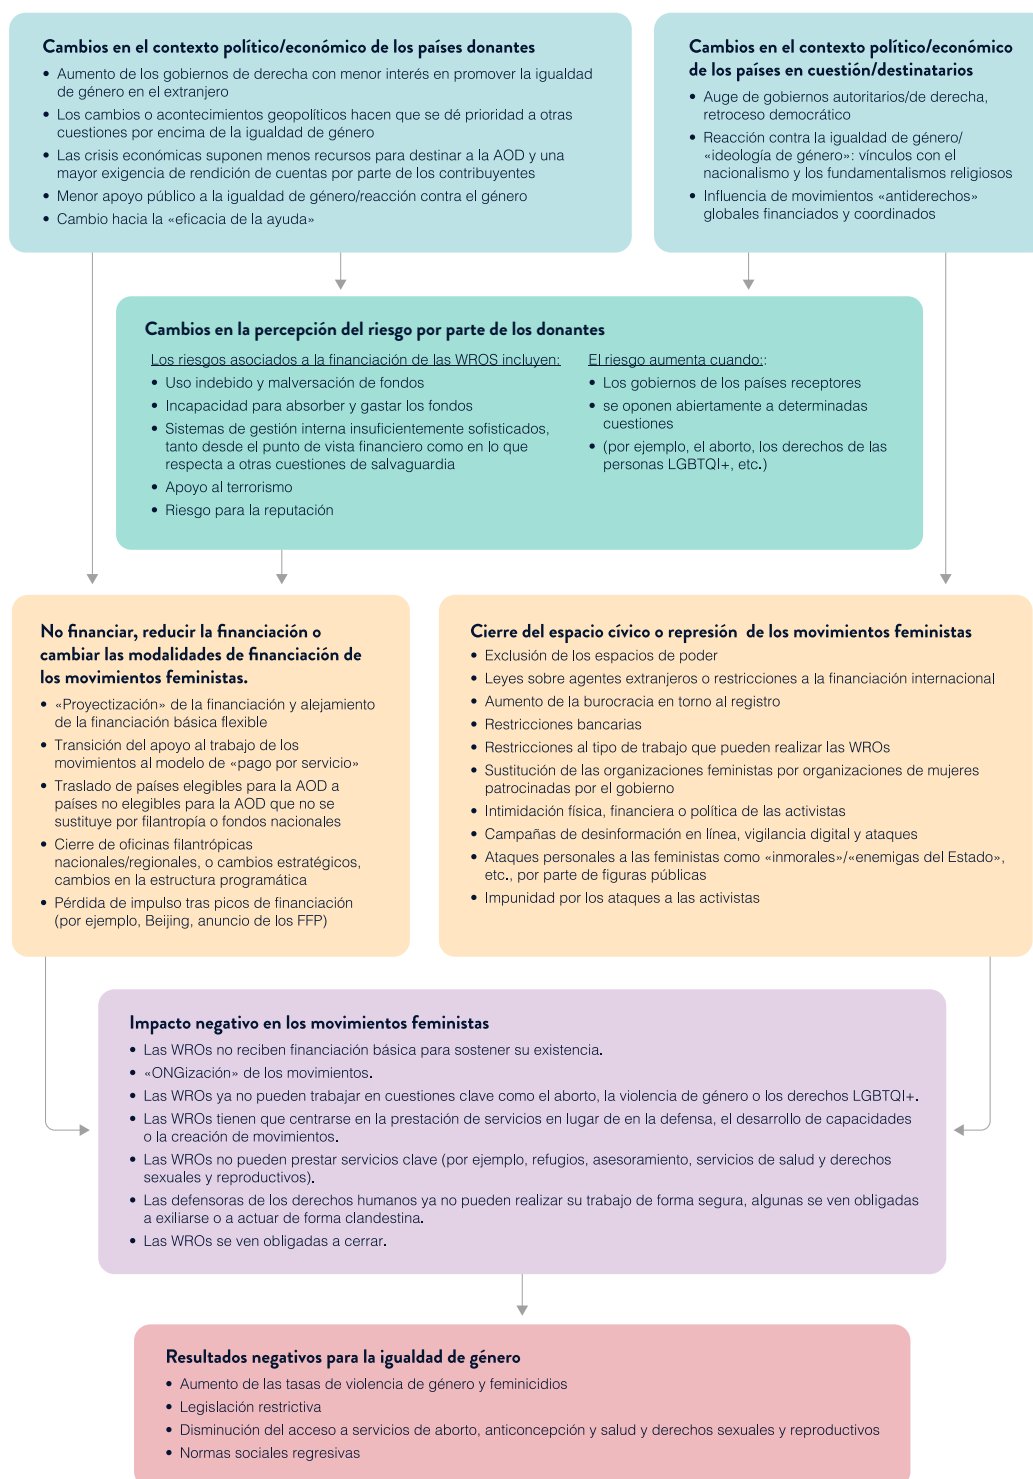 Cambios en el contexto político/económico de los países donantes
• Aumento de los gobiernos de derecha con menor interés en promover la igualdad
de género en el extranjero
• Los cambios o acontecimientos geopolíticos hacen que se dé prioridad a otras
cuestiones por encima de la igualdad de género
• Las crisis económicas suponen menos recursos para destinar a la AOD y una
mayor exigencia de rendición de cuentas por parte de los contribuyentes
• Menor apoyo público a la igualdad de género/reacción contra el género
• Cambio hacia la «eficacia de la ayuda»
Cambios en el contexto político/económico
de los países en cuestión/destinatarios
• Auge de gobiernos autoritarios/de derecha,
retroceso democrático
• Reacción contra la igualdad de género/
«ideología de género»: vínculos con el
nacionalismo y los fundamentalismos religiosos
• Influencia de movimientos «antiderechos»
globales financiados y coordinados
Cambios en la percepción del riesgo por parte de los donantes
Los riesgos asociados a la financiación de las WROS incluyen:
• Uso indebido y malversación de fondos
• Incapacidad para absorber y gastar los fondos
• Sistemas de gestión interna insuficientemente sofisticados,
tanto desde el punto de vista financiero como en lo que
respecta a otras cuestiones de salvaguardia
• Apoyo al terrorismo
• Riesgo para la reputación
El riesgo aumenta cuando::
• Los gobiernos de los países receptores
• se oponen abiertamente a determinadas
cuestiones
• (por ejemplo, el aborto, los derechos de las
personas LGBTQI+, etc.)
No financiar, reducir la financiación o
cambiar las modalidades de financiación de
los movimientos feministas.
• «Proyectización» de la financiación y alejamiento
de la financiación básica flexible
• Transición del apoyo al trabajo de los
movimientos al modelo de «pago por servicio»
• Traslado de países elegibles para la AOD a
países no elegibles para la AOD que no se
sustituye por filantropía o fondos nacionales
• Cierre de oficinas filantrópicas
nacionales/regionales, o cambios estratégicos,
cambios en la estructura programática
• Pérdida de impulso tras picos de financiación
(por ejemplo, Beijing, anuncio de los FFP)
Cierre del espacio cívico o represión de los movimientos feministas
• Exclusión de los espacios de poder
• Leyes sobre agentes extranjeros o restricciones a la financiación internacional
• Aumento de la burocracia en torno al registro
• Restricciones bancarias
• Restricciones al tipo de trabajo que pueden realizar las WROs
• Sustitución de las organizaciones feministas por organizaciones de mujeres
patrocinadas por el gobierno
• Intimidación física, financiera o política de las activistas
• Campañas de desinformación en línea, vigilancia digital y ataques
• Ataques personales a las feministas como «inmorales»/«enemigas del Estado»,
etc., por parte de figuras públicas
• Impunidad por los ataques a las activistas
Impacto negativo en los movimientos feministas
• Las WROs no reciben financiación básica para sostener su existencia.
• «ONGización» de los movimientos.
• Las WROs ya no pueden trabajar en cuestiones clave como el aborto, la violencia de género o los derechos LGBTQI+.
• Las WROs tienen que centrarse en la prestación de servicios en lugar de en la defensa, el desarrollo de capacidades
o la creación de movimientos.
• Las WROs no pueden prestar servicios clave (por ejemplo, refugios, asesoramiento, servicios de salud y derechos
sexuales y reproductivos).
• Las defensoras de los derechos humanos ya no pueden realizar su trabajo de forma segura, algunas se ven obligadas
a exiliarse o a actuar de forma clandestina.
• Las WROs se ven obligadas a cerrar.
Resultados negativos para la igualdad de género
• Aumento de las tasas de violencia de género y feminicidios
• Legislación restrictiva
• Disminución del acceso a servicios de aborto, anticoncepción y salud y derechos sexuales y reproductivos
• Normas sociales regresivas